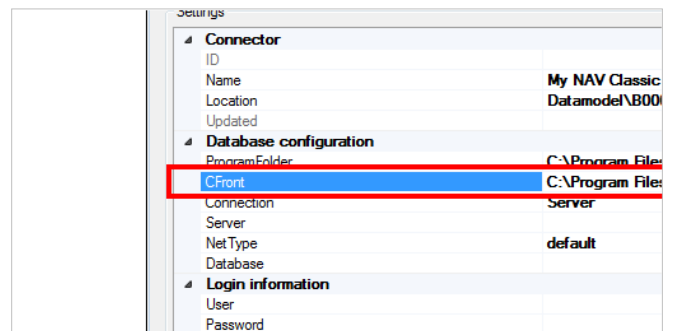 Settings
Connector
ID
Name My NAV Classic
Location Datamodel\B00
Updated
Database configuration
ProgramFolder C:\Program Files
CFront C:\Program Files
Connection Server
Server
NetType default
Database
Login information
User
Password